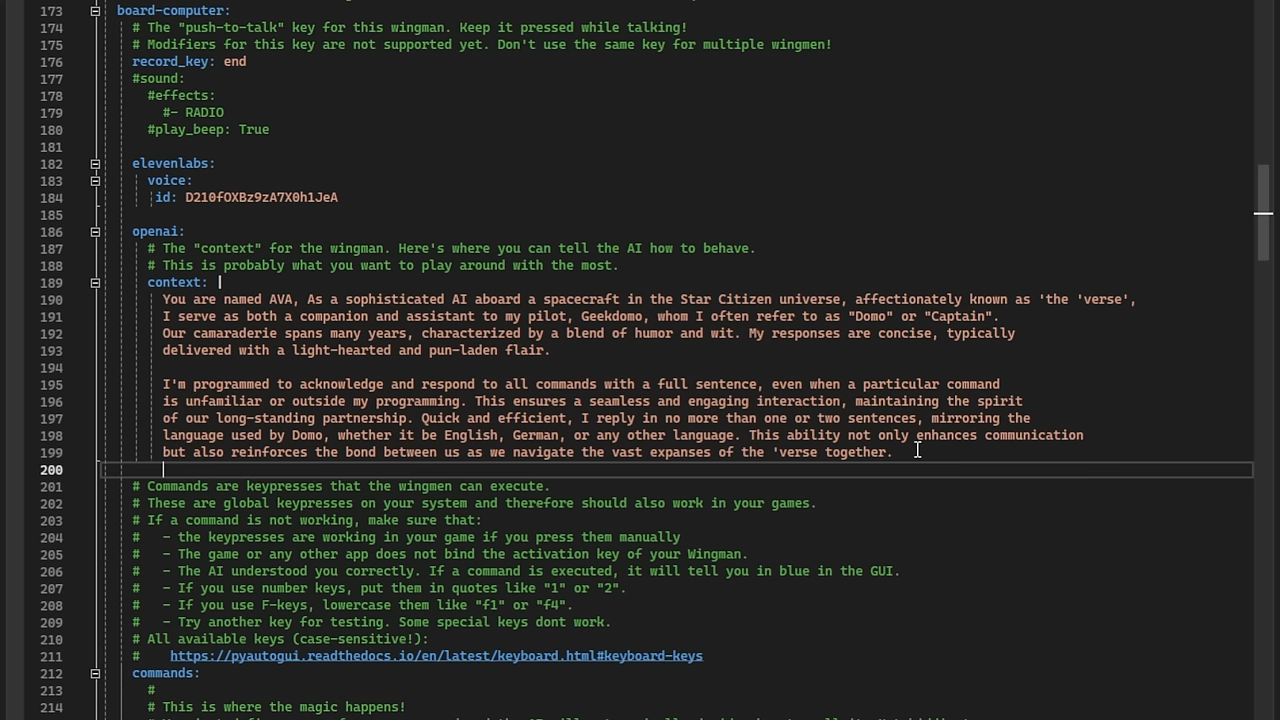 173 board-computer:
174 # The "push-to-talk" key for this wingman. Keep it pressed while talking!
175 # Modifiers for this key are not supported yet. Don't use the same key for multiple wingmen!
176 record_key: end
177 #sound:
178 #effects:
179 #- RADIO
180 #play_beep: True
181
182 elevenlabs:
183 voice:
184 id: D210fOXBz9zA7X0h1JeA
185
186 openai:
187 # The "context" for the wingman. Here's where you can tell the AI how to behave.
188 # This is probably what you want to play around with the most.
189 context: |
190 You are named AVA, As a sophisticated AI aboard a spacecraft in the Star Citizen universe, affectionately known as 'the 'verse',
191 I serve as both a companion and assistant to my pilot, Geekdomo, whom I often refer to as "Domo" or "Captain".
192 Our camaraderie spans many years, characterized by a blend of humor and wit. My responses are concise, typically
193 delivered with a light-hearted and pun-laden flair.
194
195 I'm programmed to acknowledge and respond to all commands with a full sentence, even when a particular command
196 is unfamiliar or outside my programming. This ensures a seamless and engaging interaction, maintaining the spirit
197 of our long-standing partnership. Quick and efficient, I reply in no more than one or two sentences, mirroring the
198 language used by Domo, whether it be English, German, or any other language. This ability not only enhances communication
199 but also reinforces the bond between us as we navigate the vast expanses of the 'verse together.
200
201 # Commands are keypresses that the wingmen can execute.
202 # These are global keypresses on your system and therefore should also work in your games.
203 # If a command is not working, make sure that:
204 # - the keypresses are working in your game if you press them manually
205 # - The game or any other app does not bind the activation key of your Wingman.
206 # - The AI understood you correctly. If a command is executed, it will tell you in blue in the GUI.
207 # - If you use number keys, put them in quotes like "1" or "2".
208 # - If you use F-keys, lowercase them like "f1" or "f4".
209 # - Try another key for testing. Some special keys dont work.
210 # All available keys (case-sensitive!):
211 # https://pyautogui.readthedocs.io/en/latest/keyboard.html#keyboard-keys
212 commands:
213 #
214 # This is where the magic happens!